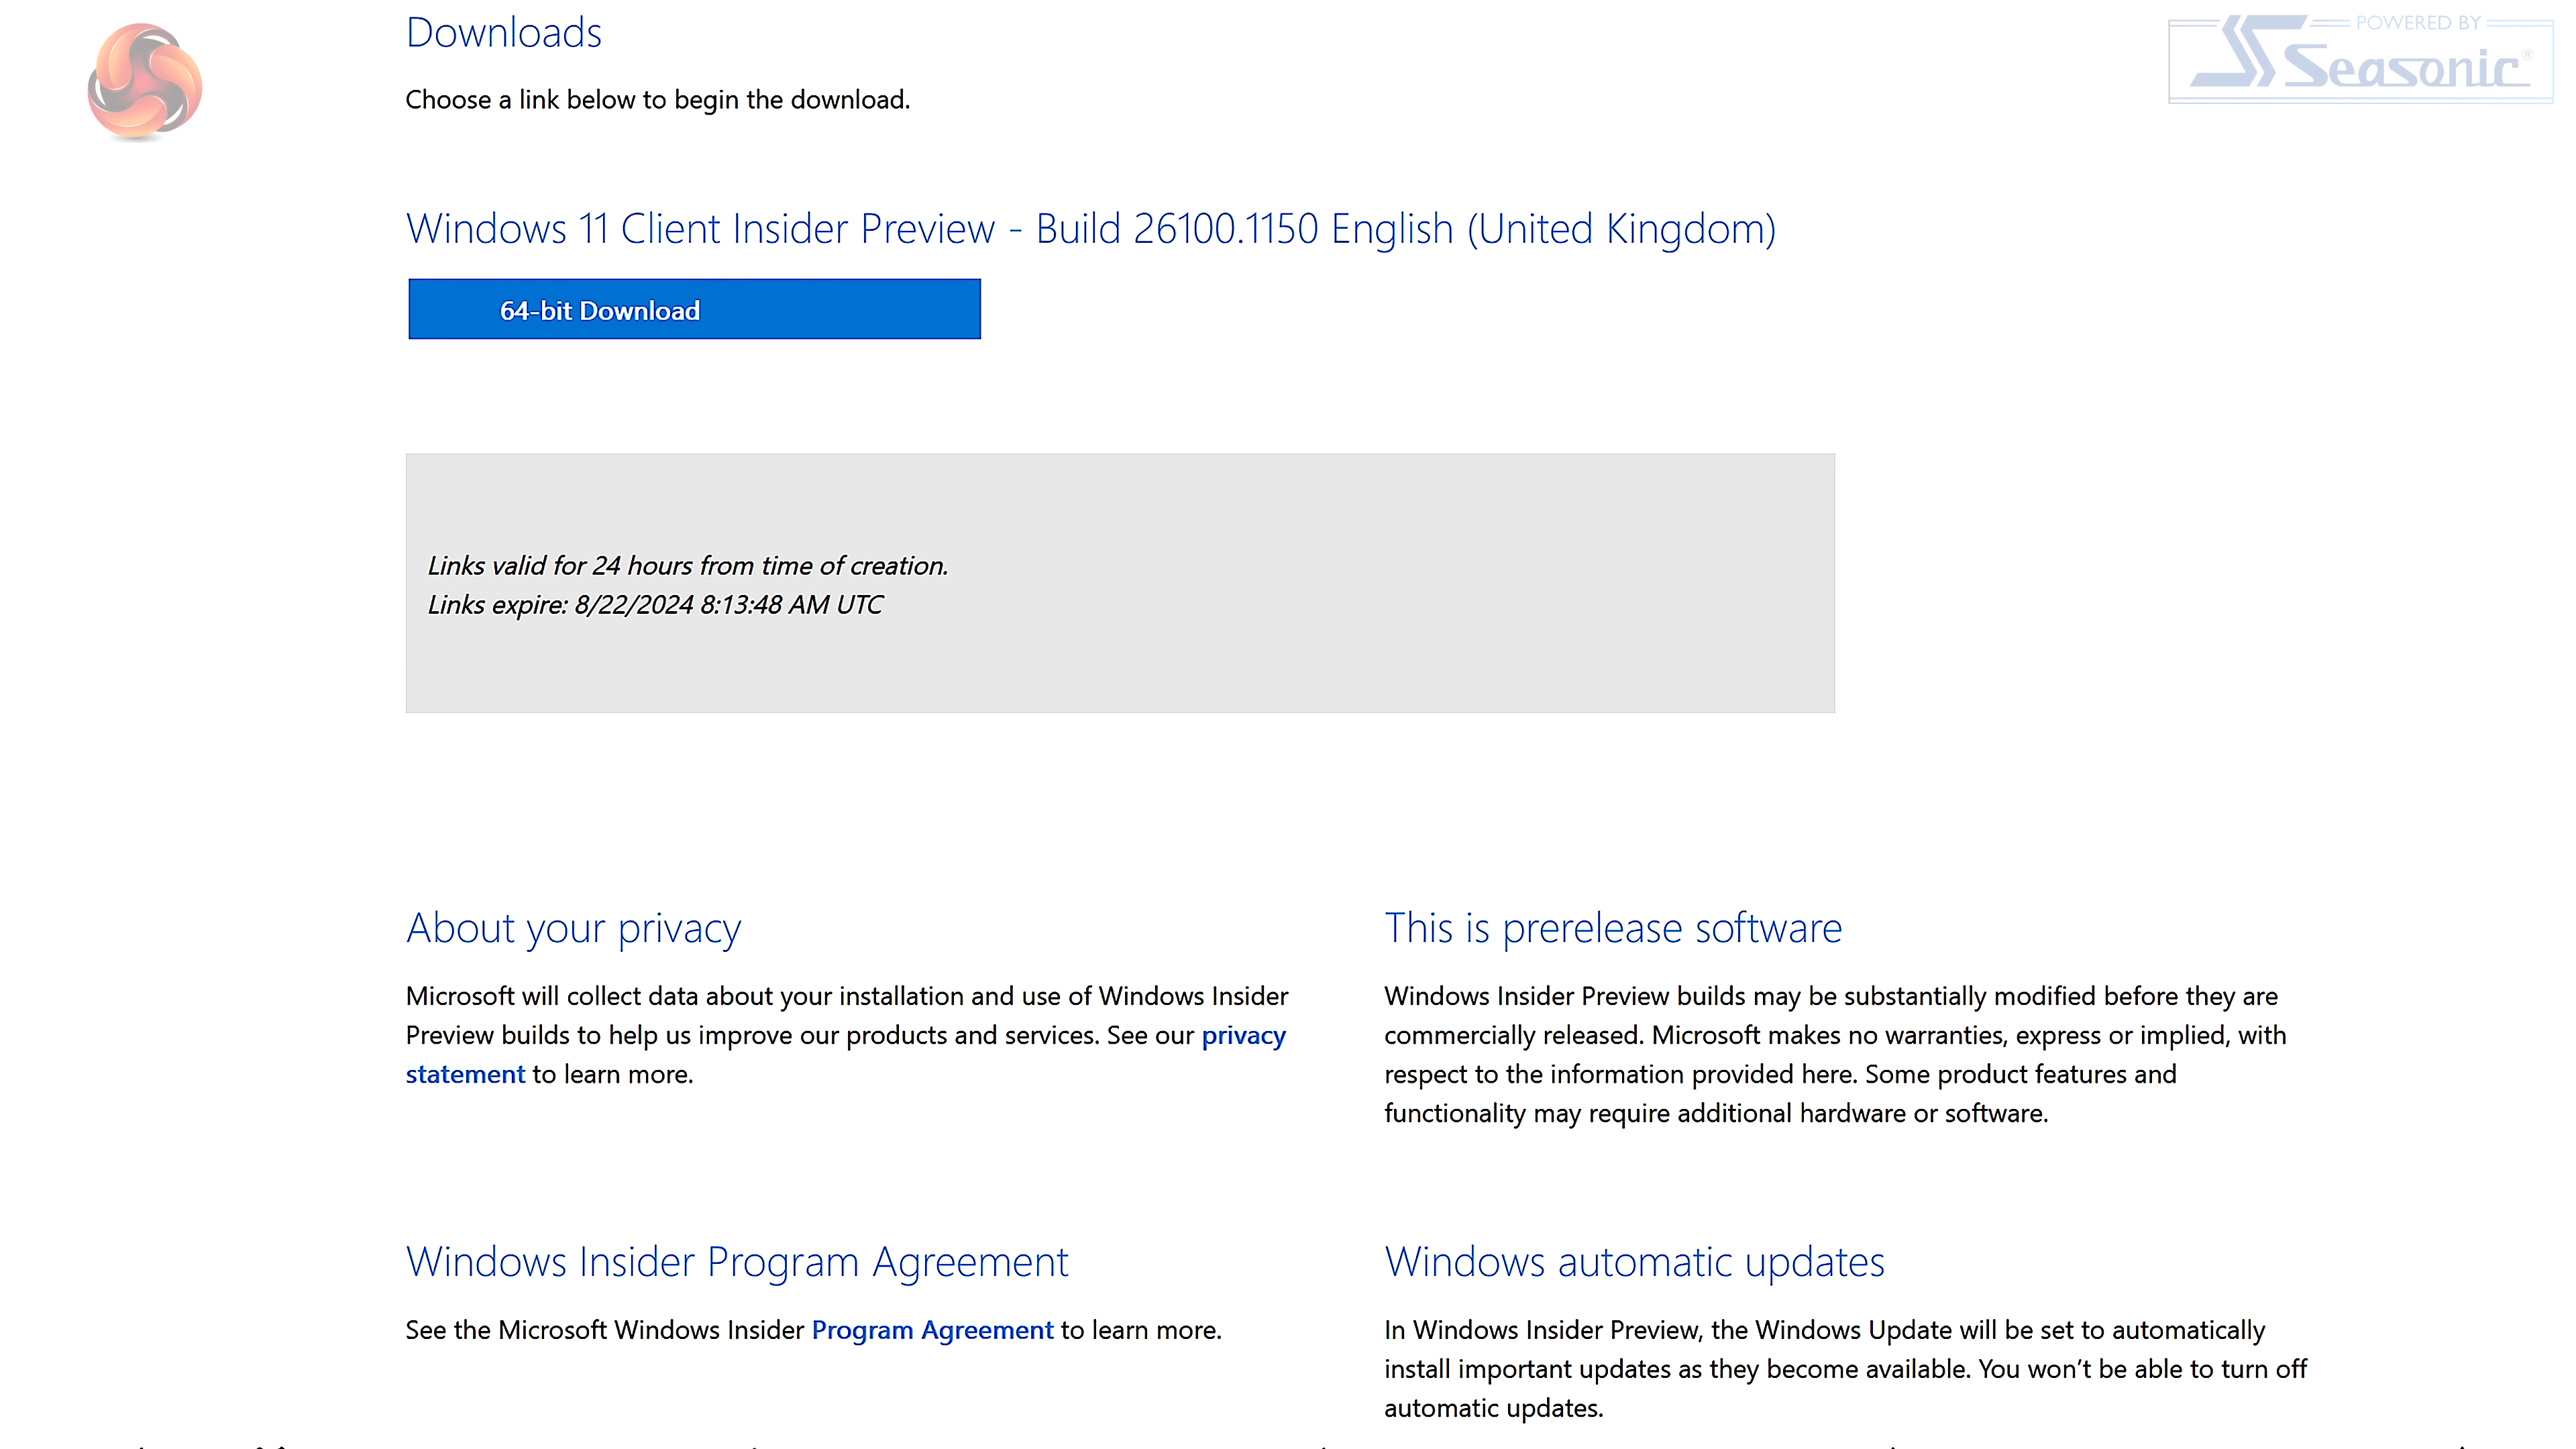 Downloads
POWERED BY
Seasonic®
Choose a link below to begin the download.
Windows 11 Client Insider Preview - Build 26100.1150 English (United Kingdom)
64-bit Download
Links valid for 24 hours from time of creation.
Links expire: 8/22/2024 8:13:48 AM UTC
About your privacy
Microsoft will collect data about your installation and use of Windows Insider
Preview builds to help us improve our products and services. See our privacy
statement to learn more.
This is prerelease software
Windows Insider Preview builds may be substantially modified before they are
commercially released. Microsoft makes no warranties, express or implied, with
respect to the information provided here. Some product features and
functionality may require additional hardware or software.
Windows Insider Program Agreement
See the Microsoft Windows Insider Program Agreement to learn more.
Windows automatic updates
In Windows Insider Preview, the Windows Update will be set to automatically
install important updates as they become available. You won’t be able to turn off
automatic updates.